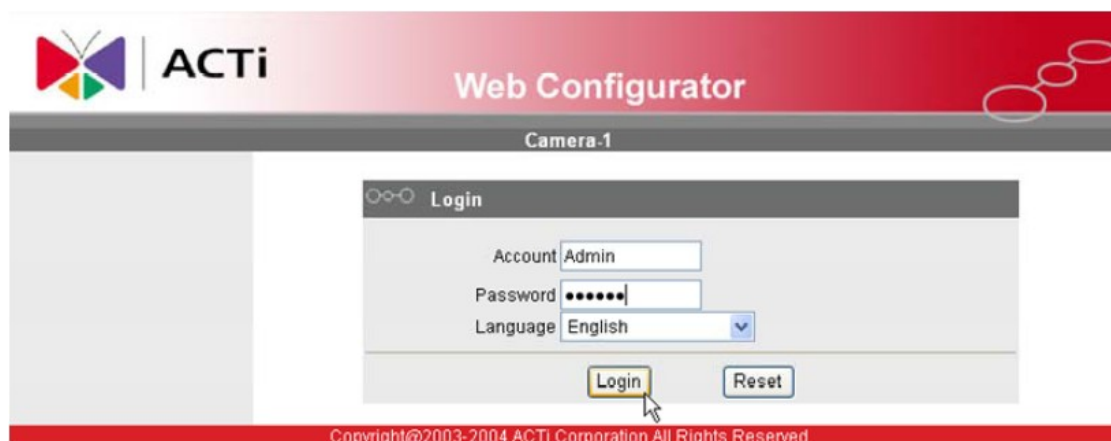 ACTi
Web Configurator
Camera-1
Login
Account Admin
Password ••••••
Language English
Login Reset
Copyright@2003-2004 ACTi Corporation All Rights Reserved